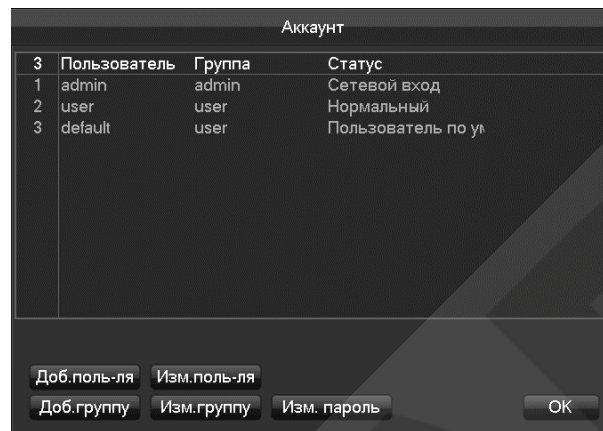 Аккаунт
3 Пользователь Группа Статус
1 admin admin Сетевой вход
2 user user Нормальный
3 default user Пользователь по ум
Доб.поль-ля Изм.поль-ля
Доб.группу Изм.группу Изм. пароль OK